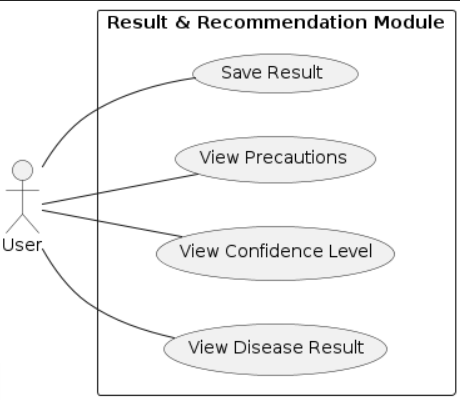 Result & Recommendation Module
Save Result
View Precautions
User
View Confidence Level
View Disease Result